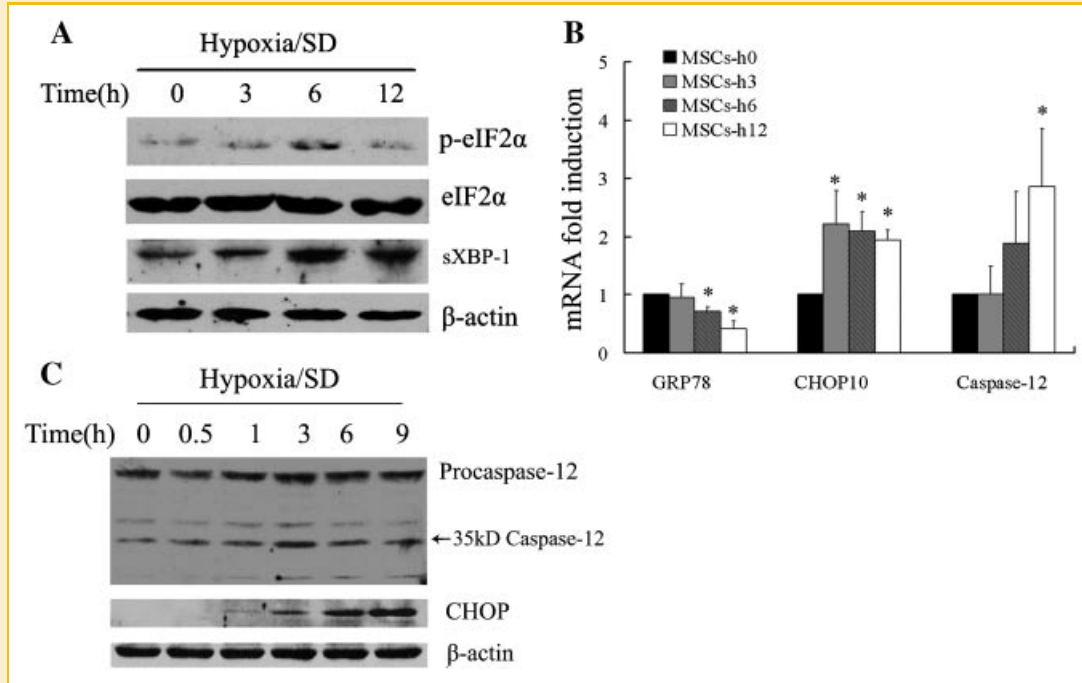 A
Hypoxia/SD
Time(h) 0 3 6 12
p-eIF2α
eIF2α
sXBP-1
β-actin
B
MSCs-h0
MSCs-h3
MSCs-h6
MSCs-h12
mRNA fold induction
5
4
3
2
1
0
* * * * * *
GRP78 CHOP10 Caspase-12
C
Hypoxia/SD
Time(h) 0 0.5 1 3 6 9
Procaspase-12
←35kD Caspase-12
CHOP
β-actin